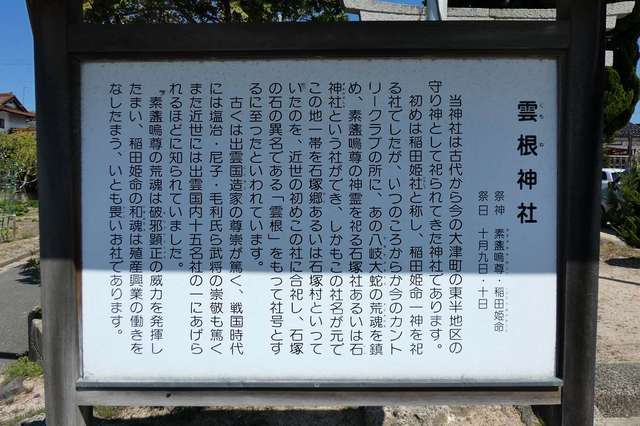 雲根神社
くもね
祭神　素盞嗚尊・稲田姫命
祭日　十月九日・十日
当神社は古代から今の大津町の東半地区の
守り神として祀られてきた神社であります。
初めは稲田姫社と称し、稲田姫命一神を祀
る社でしたが、いつのころからか今のカント
リークラブの所に、あの八岐大蛇の荒魂を鎮
め、素盞嗚尊の神霊を祀る石塚社あるいは石
神社という社ができ、しかもこの社名が元で
この地一帯を石塚郷あるいは石塚村といって
いたのを、近世の初めこの社に合祀し、石塚
の石の異名である「雲根」をもって社号とす
るに至ったといわれています。
古くは出雲国造家の尊崇が篤く、戦国時代
には塩冶・尼子・毛利氏ら武将の崇敬も篤く
また近世には出雲国内十五名社の一にあげら
れるほどに知られていました。
素盞嗚尊の荒魂は破邪顕正の威力を発揮し
たまい、稲田姫命の和魂は殖産興業の働きを
なしたまう、いとも畏いお社であります。